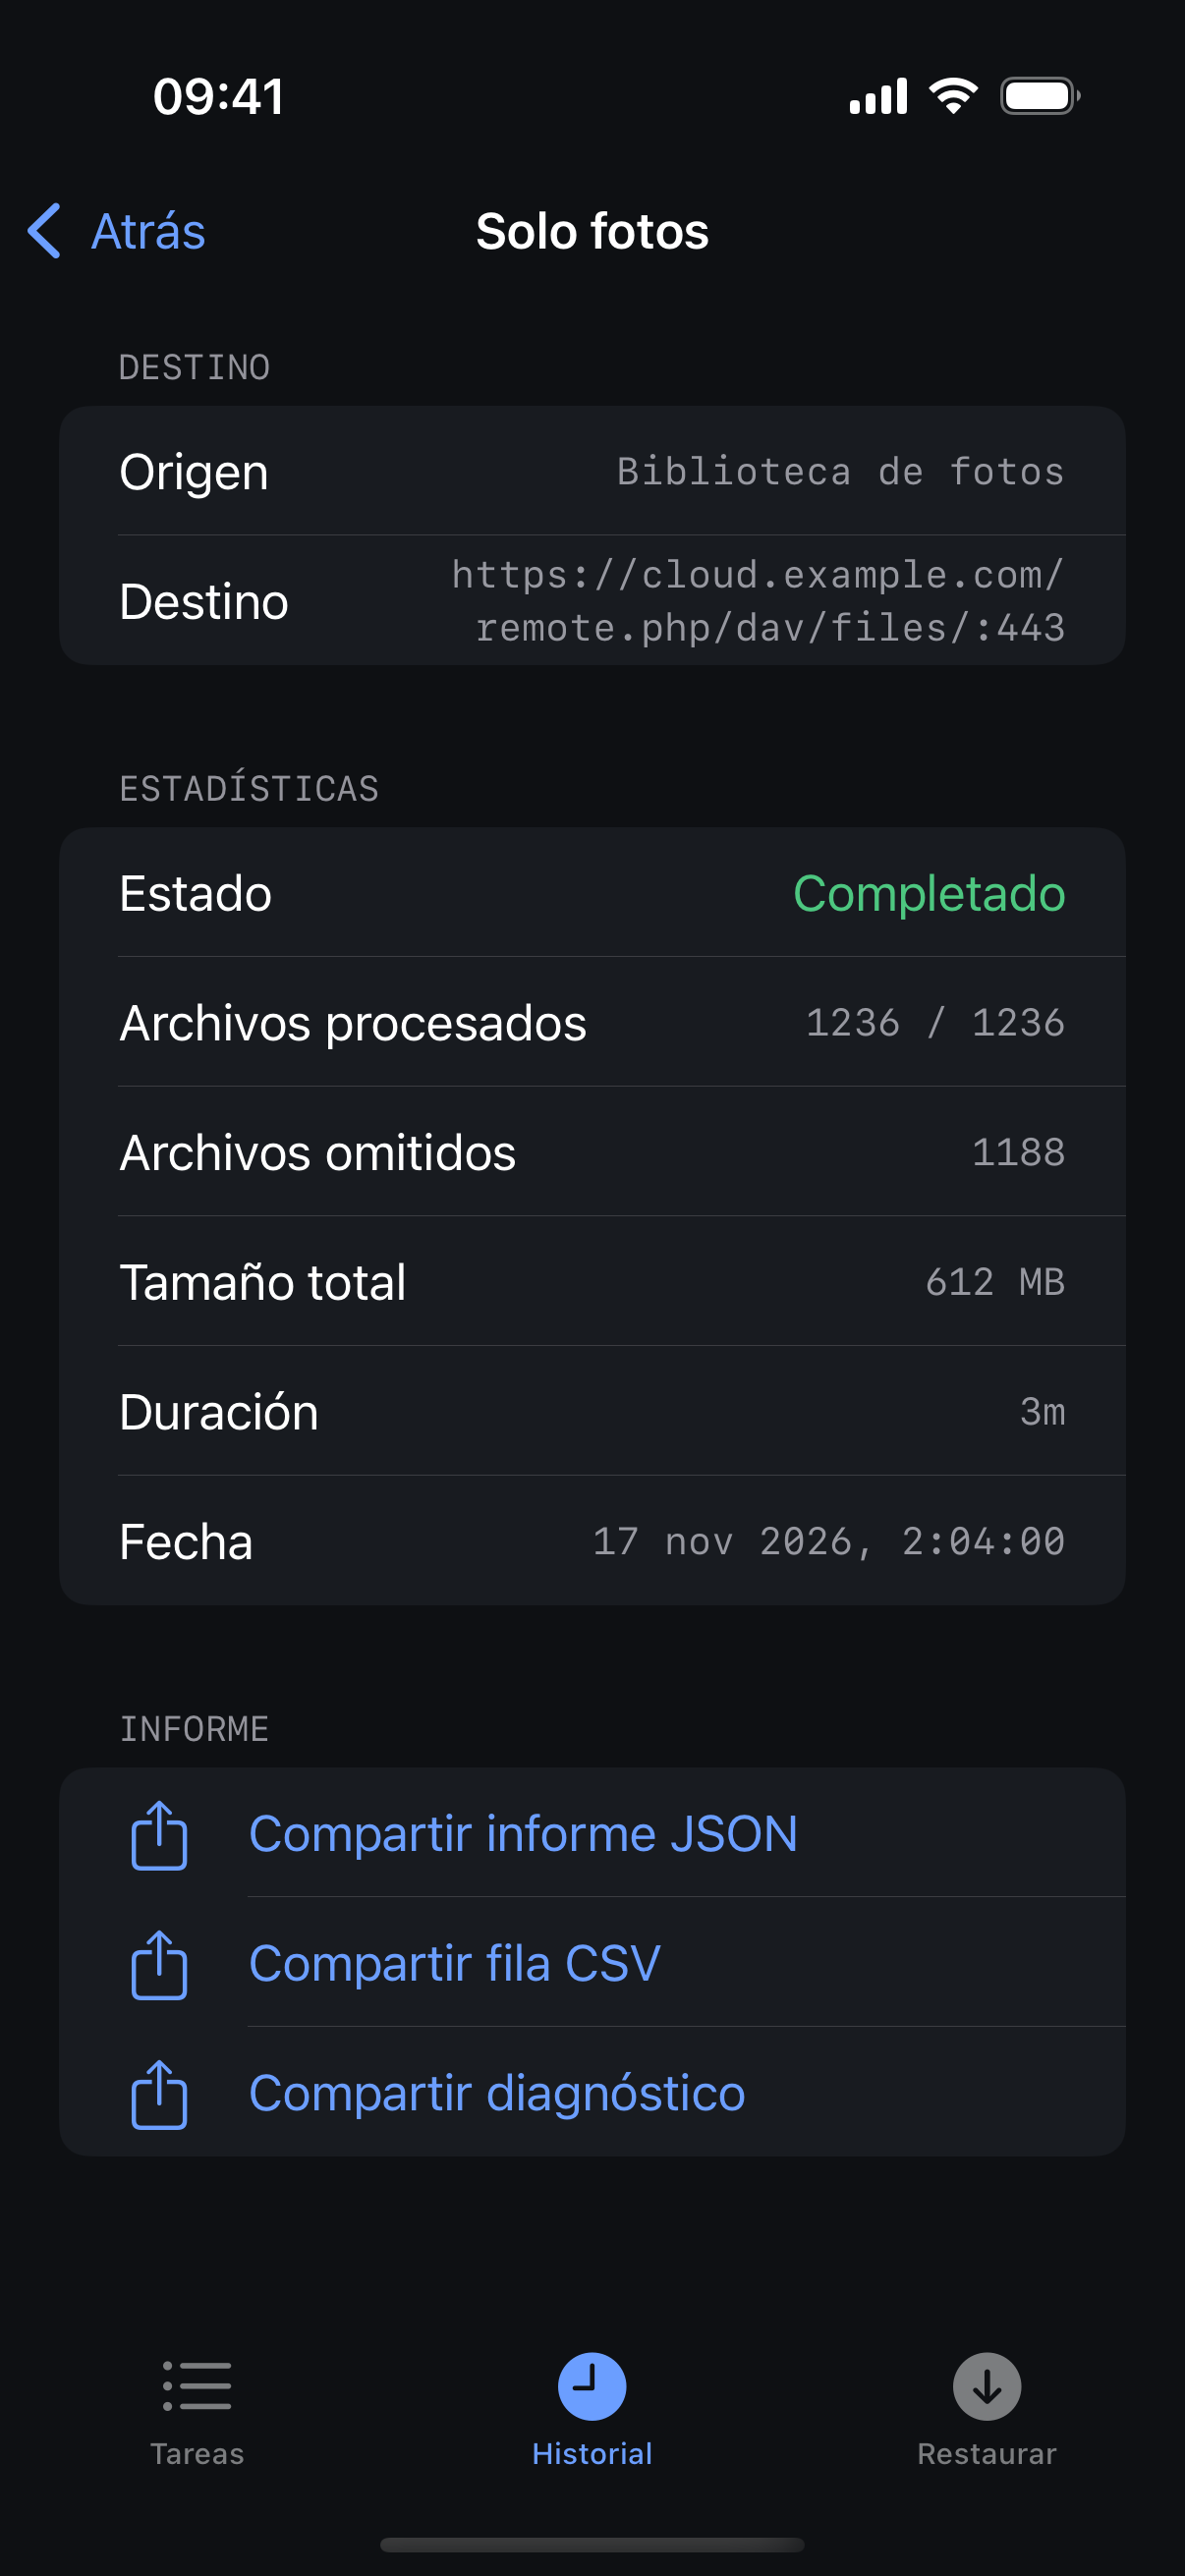 09:41
Atrás
Solo fotos
DESTINO
Origen
Biblioteca de fotos
Destino
https://cloud.example.com/
remote.php/dav/files/:443
ESTADÍSTICAS
Estado
Completado
Archivos procesados
1236 / 1236
Archivos omitidos
1188
Tamaño total
612 MB
Duración
3m
Fecha
17 nov 2026, 2:04:00
INFORME
Compartir informe JSON
Compartir fila CSV
Compartir diagnóstico
Tareas
Historial
Restaurar